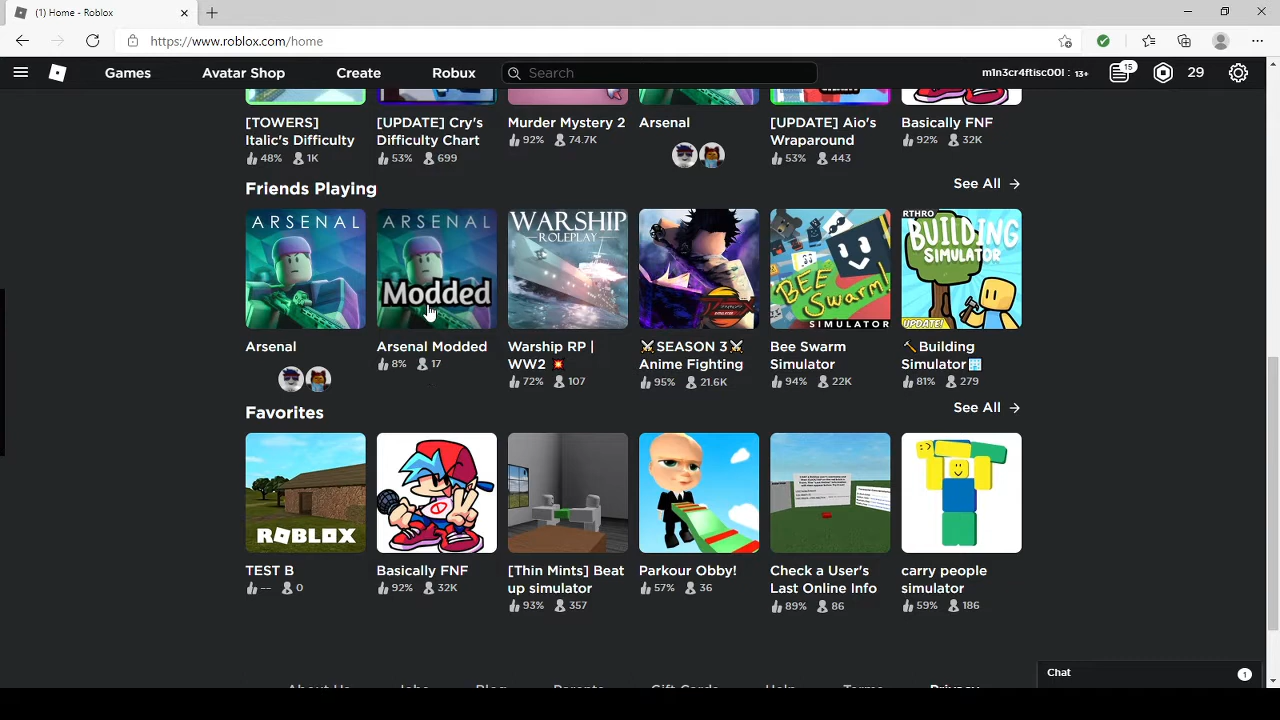 (1) Home - Roblox
https://www.roblox.com/home
Games Avatar Shop Create Robux Search m1n3cr4ftisc00l : 13+ 15 29
[TOWERS] Italic's Difficulty
48% 1K
[UPDATE] Cry's Difficulty Chart
53% 699
Murder Mystery 2
92% 74.7K
Arsenal
[UPDATE] Aio's Wraparound
53% 443
Basically FNF
92% 32K
Friends Playing See All
ARSENAL
Arsenal
ARSENAL
Modded
Arsenal Modded
8% 17
WARSHIP
ROLEPLAY
Warship RP |
WW2 💥
72% 107
⚔️SEASON 3⚔️
Anime Fighting
95% 21.6K
BEE
Swarm!
SIMULATOR
Bee Swarm
Simulator
94% 22K
RTHRO
BUILDING
SIMULATOR
UPDATE!
🔨Building
Simulator🏢
81% 279
Favorites See All
ROBLOX
TEST B
-- 0
Basically FNF
92% 32K
[Thin Mints] Beat
up simulator
93% 357
Parkour Obby!
57% 36
Check a User's
Last Online Info
89% 86
carry people
simulator
59% 186
Chat 1